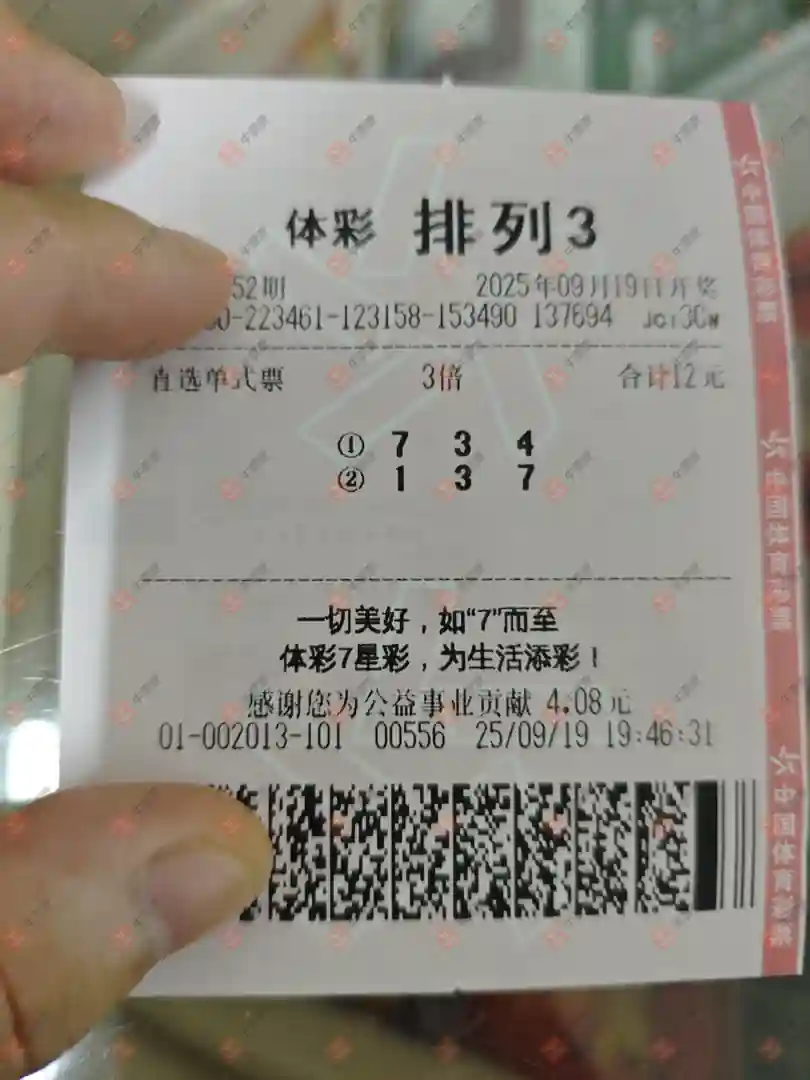 体彩 排列3
52期 2025年09月19日开奖
0-223461-123158-153490 137694
直选单式票 3倍 合计12元
① 7 3 4
② 1 3 7
一切美好，如“7”而至
体彩7星彩，为生活添彩！
感谢您为公益事业贡献 4.08元
01-002013-101 00556 25/09/19 19:46:31
中国体育彩票
中国体育彩票
中国体育彩票